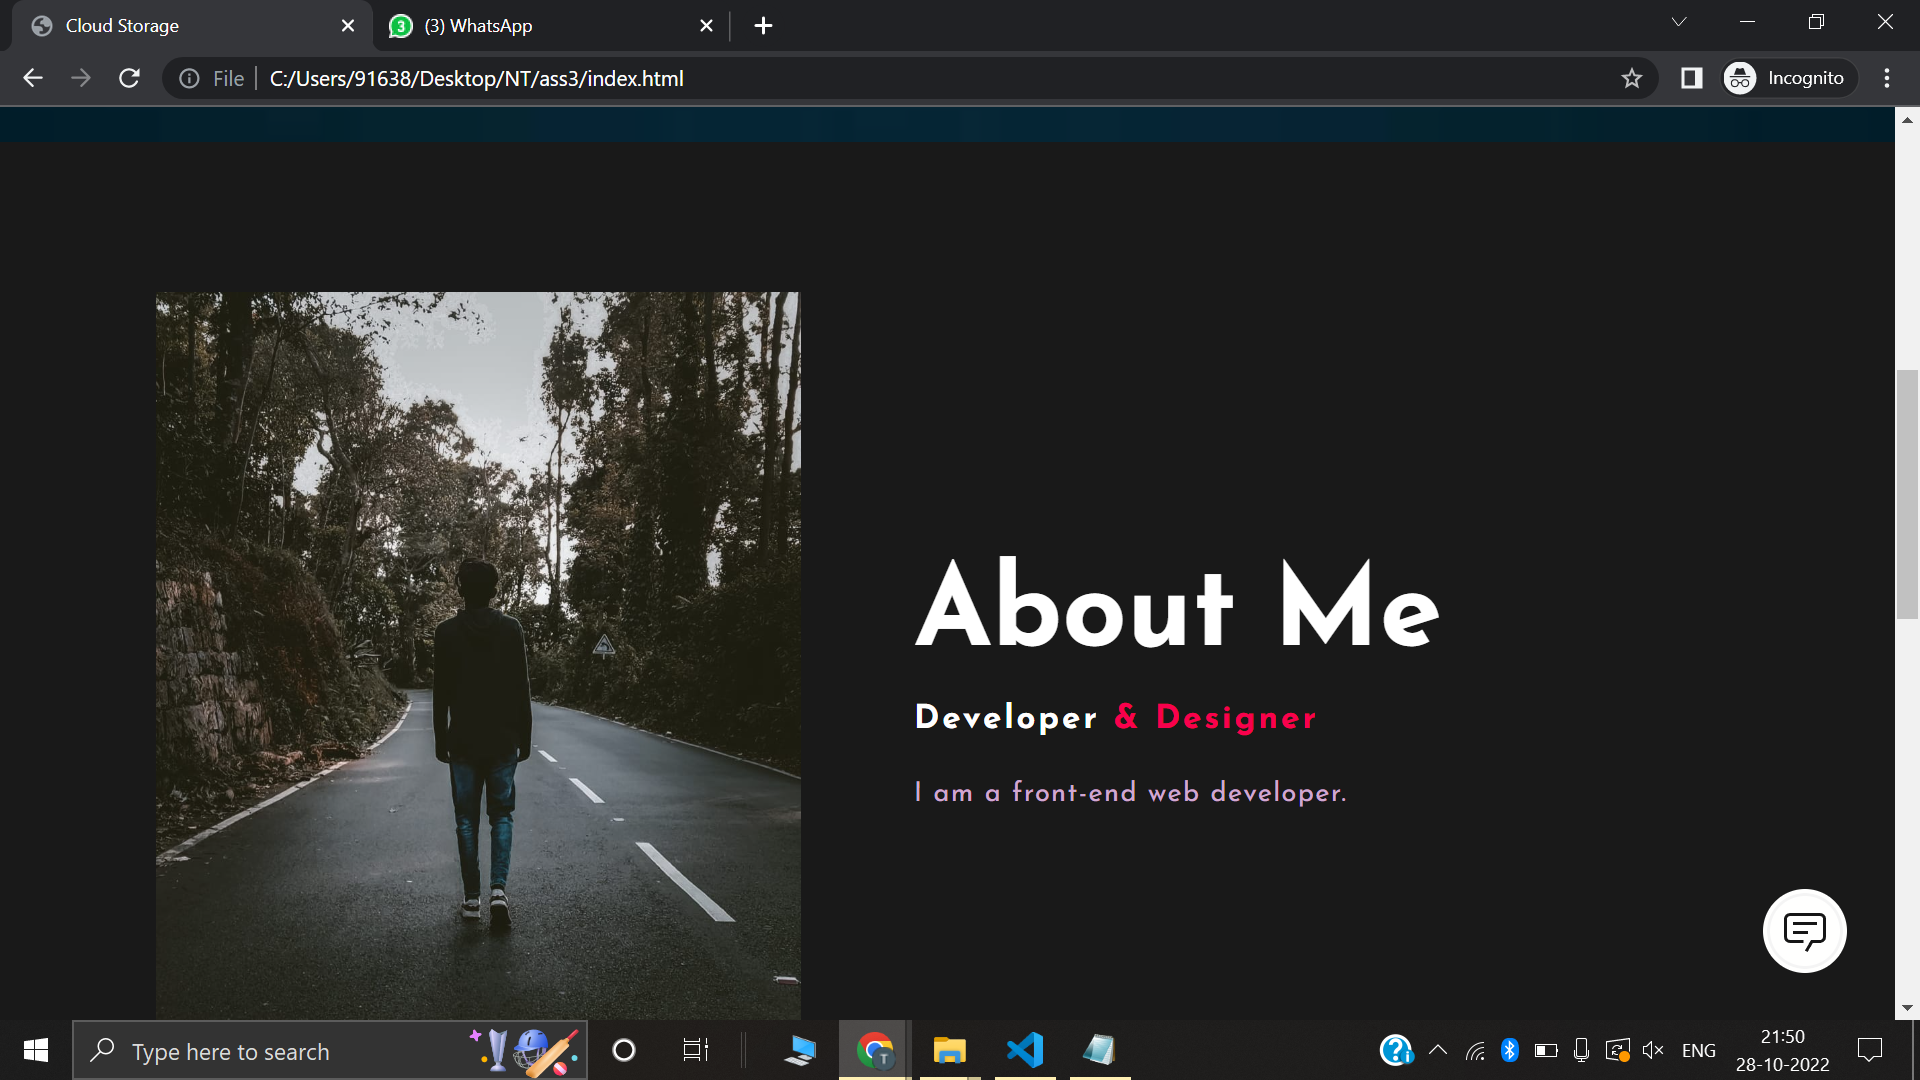 Cloud Storage
3 (3) WhatsApp
File C:/Users/91638/Desktop/NT/ass3/index.html
Incognito
About Me
Developer & Designer
I am a front-end web developer.
Type here to search
T
ENG
21:50
28-10-2022